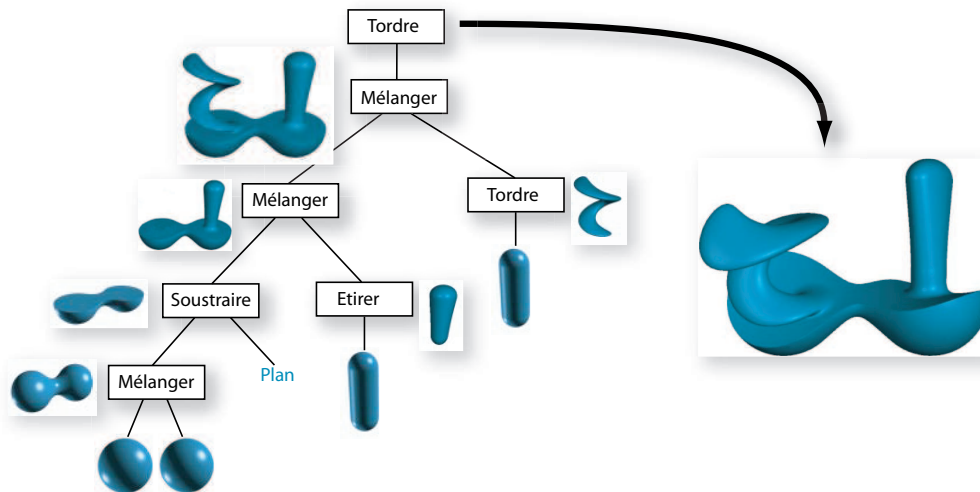 Tordre
Mélanger
Mélanger
Tordre
Soustraire
Etirer
Mélanger
Plan